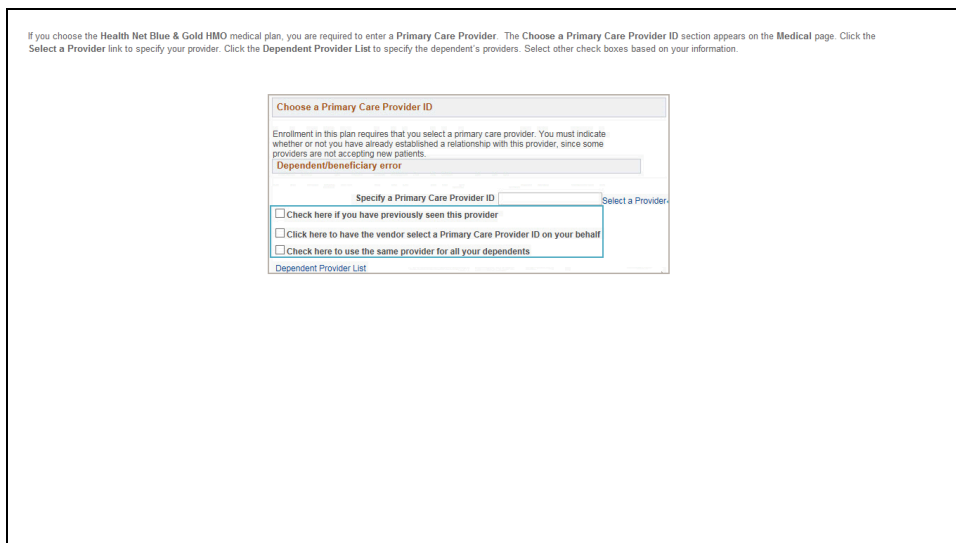 If you choose the Health Net Blue & Gold HMO medical plan, you are required to enter a Primary Care Provider. The Choose a Primary Care Provider ID section appears on the Medical page. Click the
Select a Provider link to specify your provider. Click the Dependent Provider List to specify the dependent's providers. Select other check boxes based on your information.
Choose a Primary Care Provider ID
Enrollment in this plan requires that you select a primary care provider. You must indicate
whether or not you have already established a relationship with this provider, since some
providers are not accepting new patients.
Dependent/beneficiary error
Specify a Primary Care Provider ID Select a Provider
Check here if you have previously seen this provider
Click here to have the vendor select a Primary Care Provider ID on your behalf
Check here to use the same provider for all your dependents
Dependent Provider List